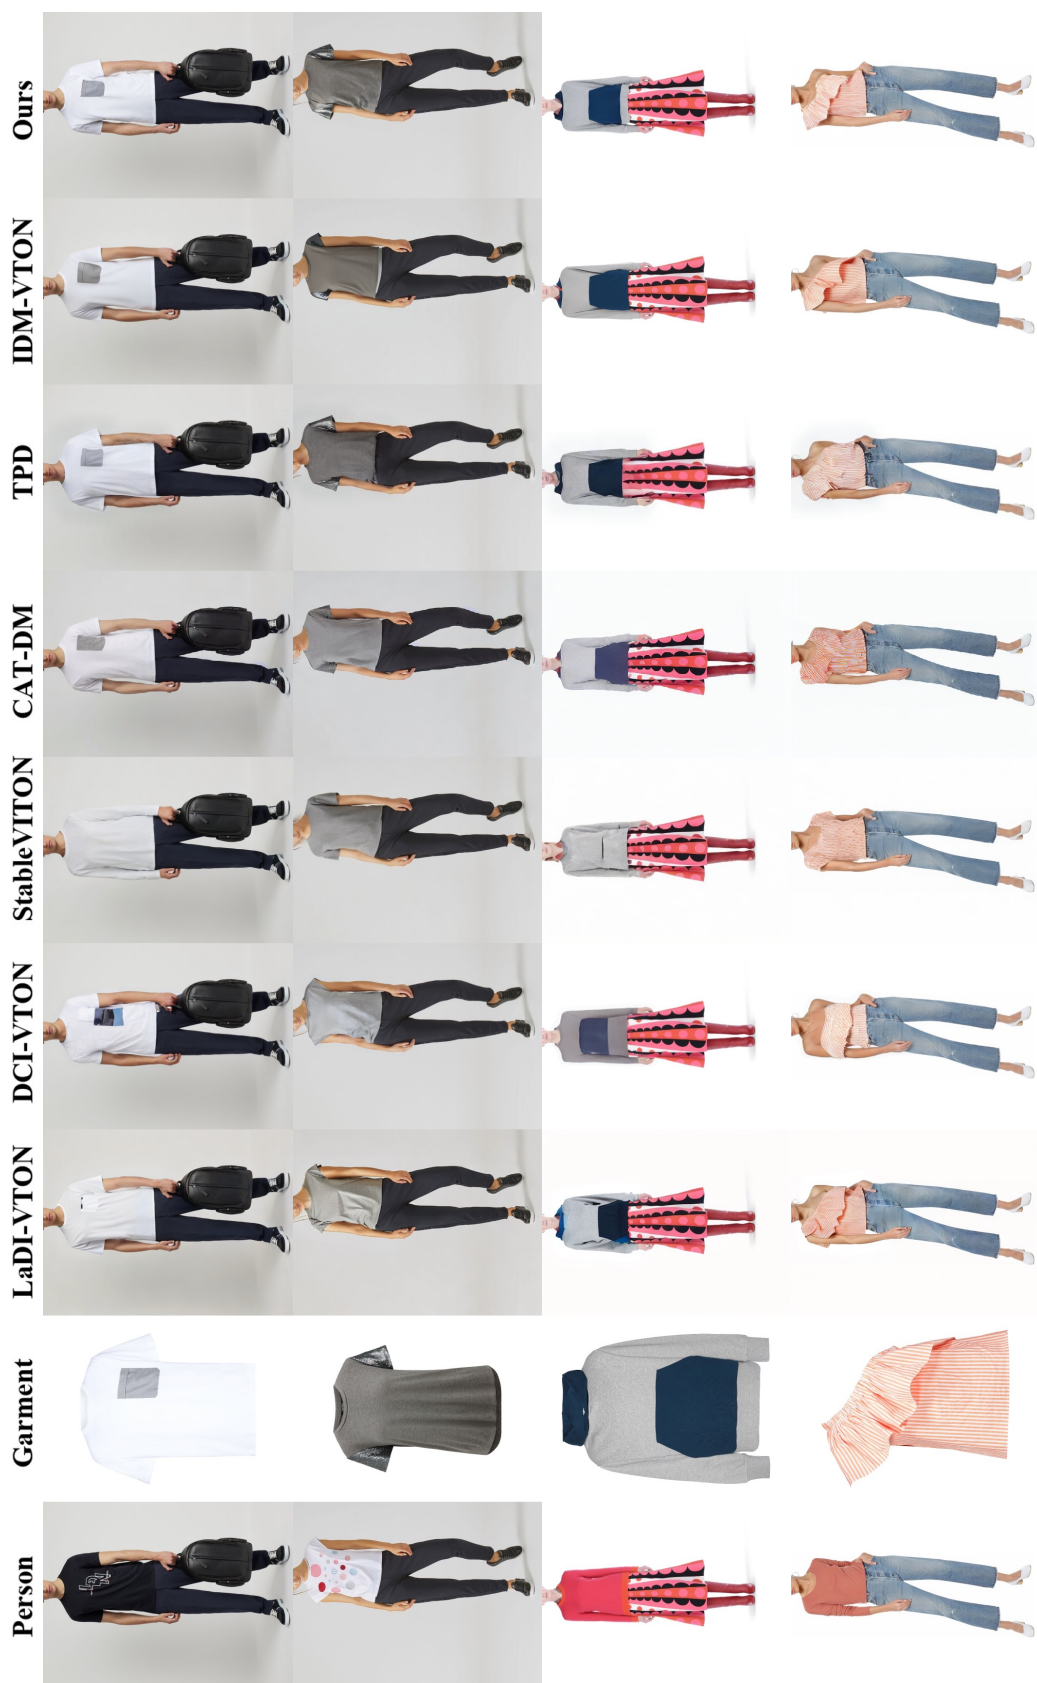 Person
Garment
LaDI-VTON
DCI-VTON
StableVITON
CAT-DM
TPD
IDM-VTON
Ours